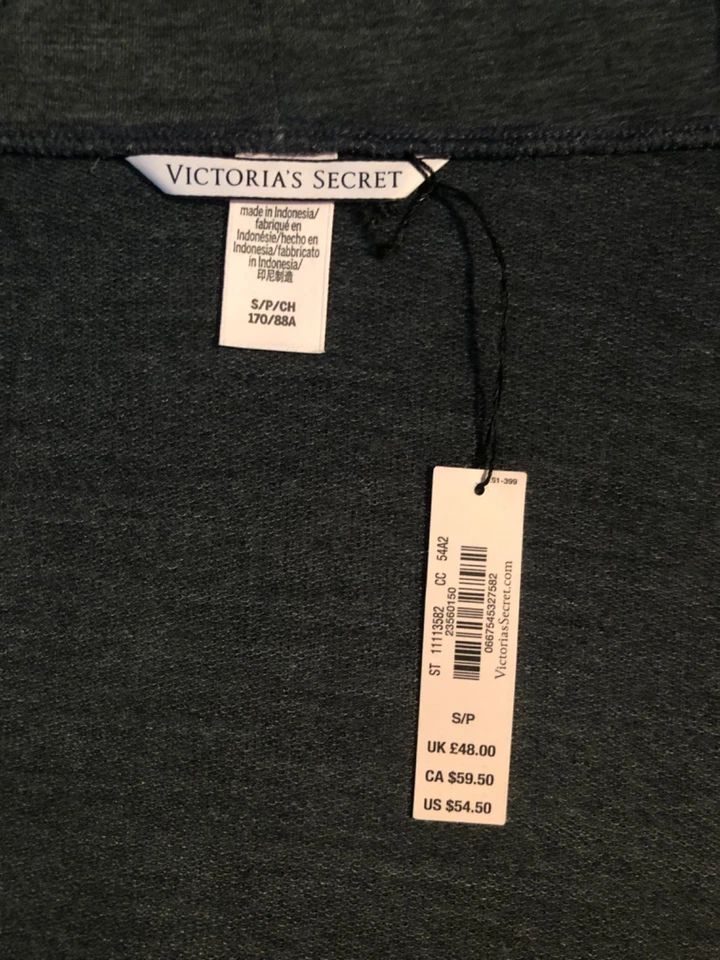 VICTORIA'S SECRET
made in Indonesia/
fabriqué en
Indonésie/hecho en
Indonesia/fabbricato
in Indonesia/
印尼制造
S/P/CH
170/88A
51-399
ST 11113582 CC 54A2
23560150
0667545327582
VictoriasSecret.com
S/P
UK £48.00
CA $59.50
US $54.50